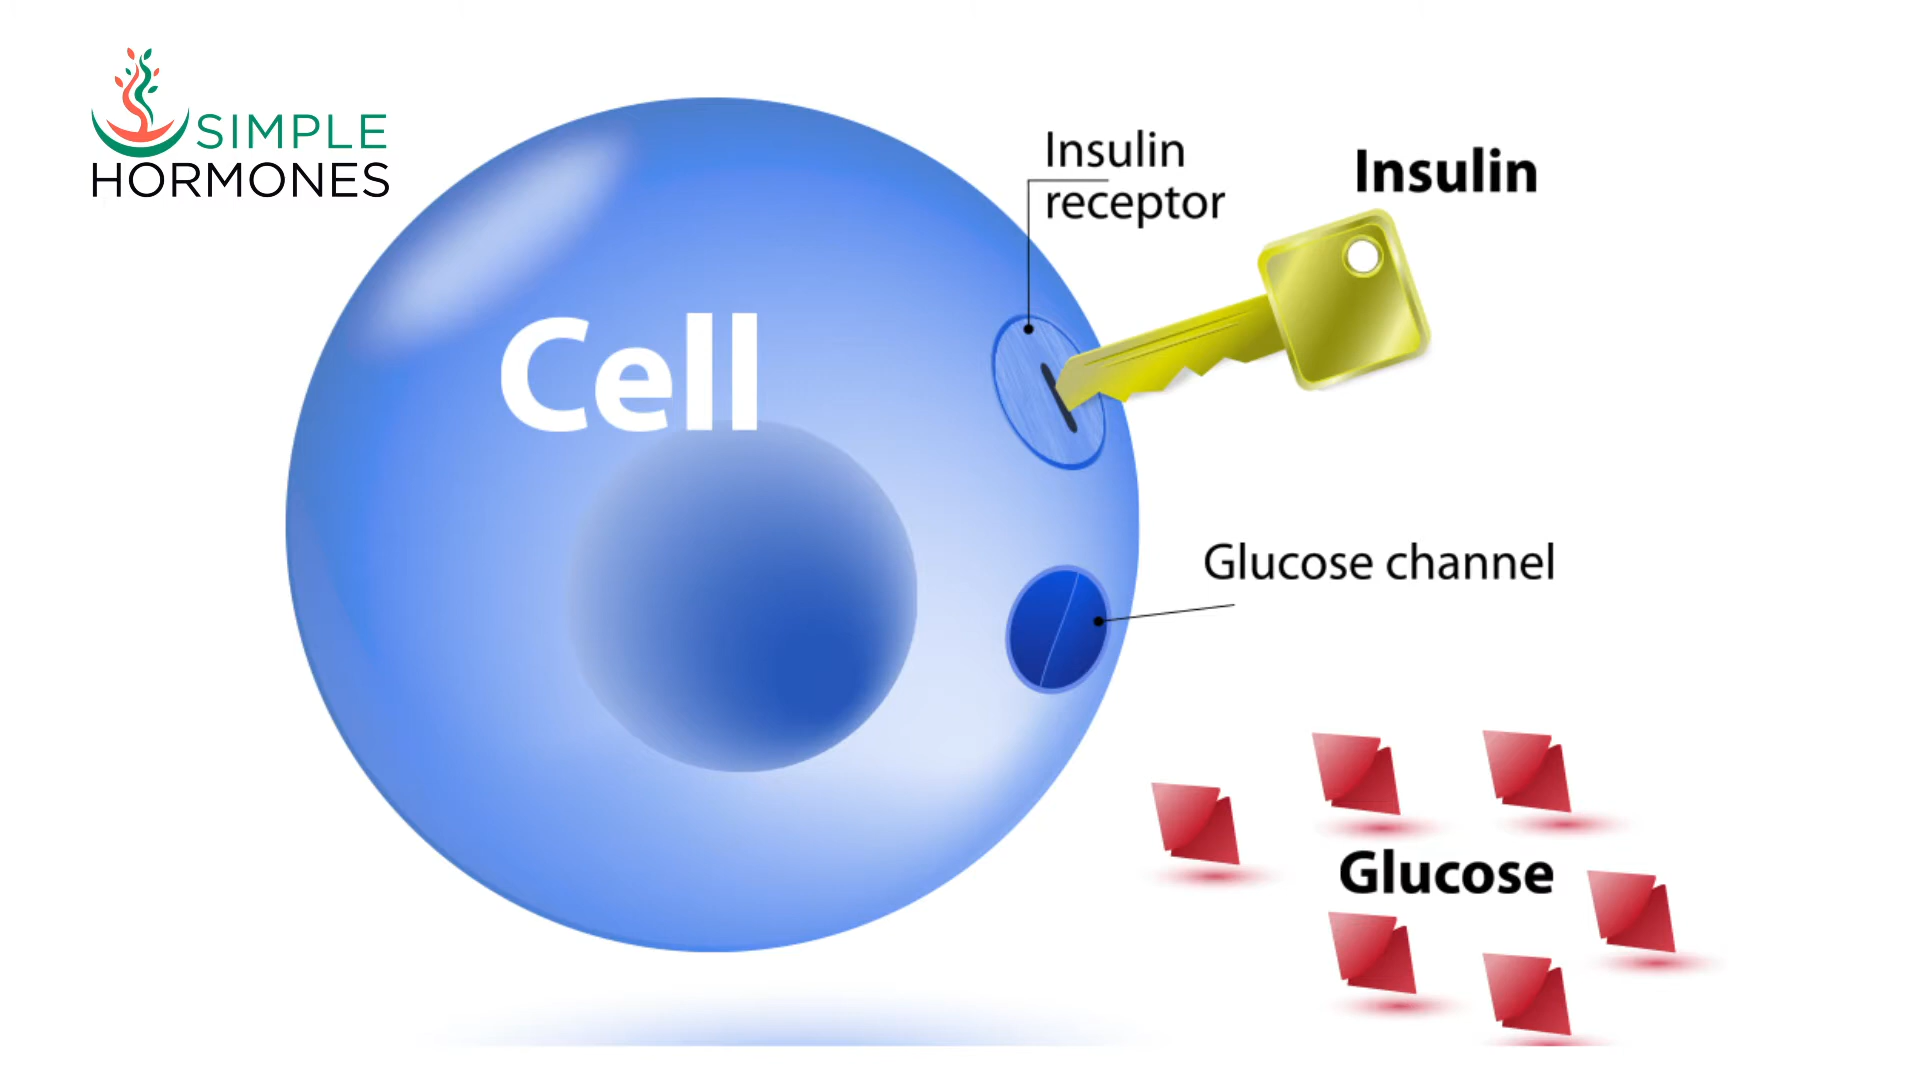 SIMPLE
HORMONES
Insulin
receptor
Insulin
Cell
Glucose channel
Glucose